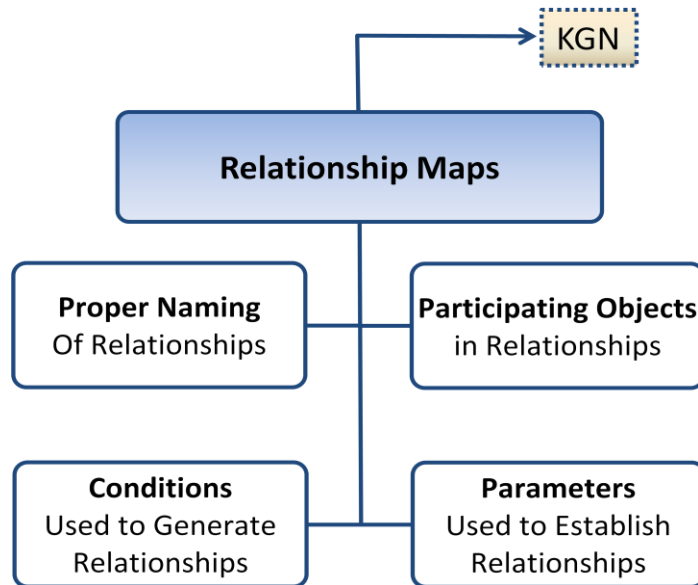 KGN
Relationship Maps
Proper Naming
Of Relationships
Participating Objects
in Relationships
Conditions
Used to Generate
Relationships
Parameters
Used to Establish
Relationships